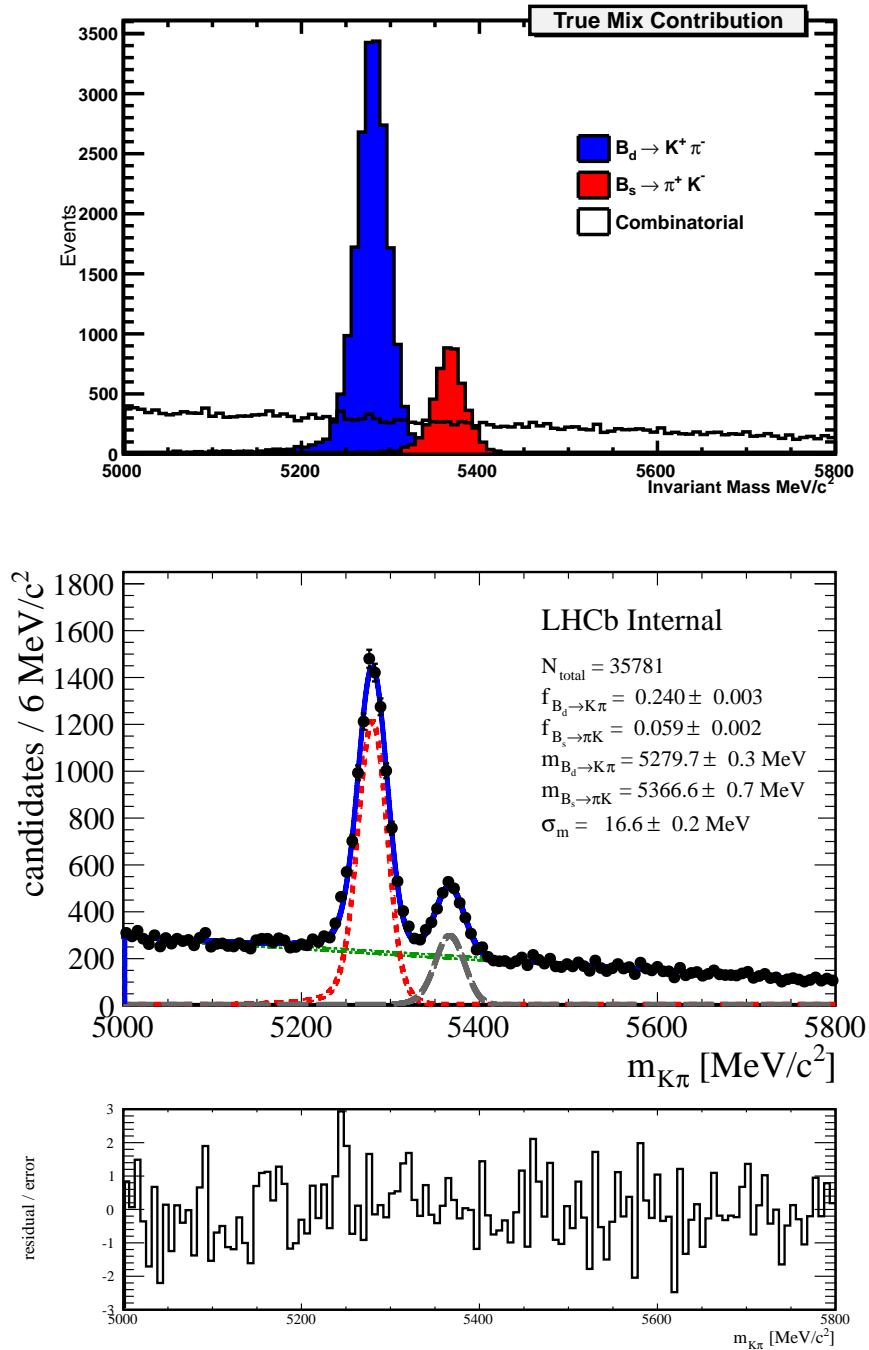 True Mix Contribution
3500
3000
2500
2000
1500
1000
500
0
Events
B_d → K⁺ π⁻
B_s → π⁺ K⁻
Combinatorial
5000 5200 5400 5600 5800
Invariant Mass MeV/c²
1800
1600
1400
1200
1000
800
600
400
200
0
candidates / 6 MeV/c²
LHCb Internal
N_total = 35781
f_{B_d→Kπ} = 0.240 ± 0.003
f_{B_s→πK} = 0.059 ± 0.002
m_{B_d→Kπ} = 5279.7 ± 0.3 MeV
m_{B_s→πK} = 5366.6 ± 0.7 MeV
σ_m = 16.6 ± 0.2 MeV
5000 5200 5400 5600 5800
m_{Kπ} [MeV/c²]
3
2
1
0
-1
-2
-3
residual / error
5000 5200 5400 5600 5800
m_{Kπ} [MeV/c²]